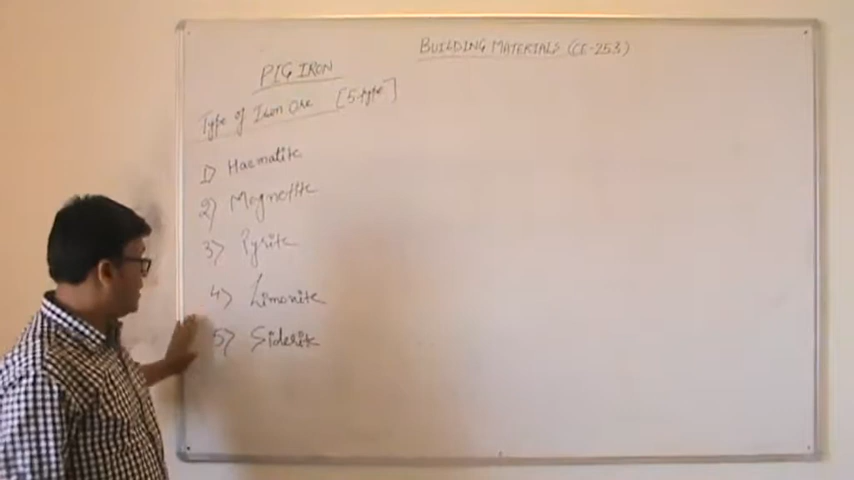 BUILDING MATERIALS (CE-253)
PIG IRON
Type of Iron Ore [5-type]
1) Haematite
2) Magnetite
3) Pyrite
4) Limonite
5) Siderite